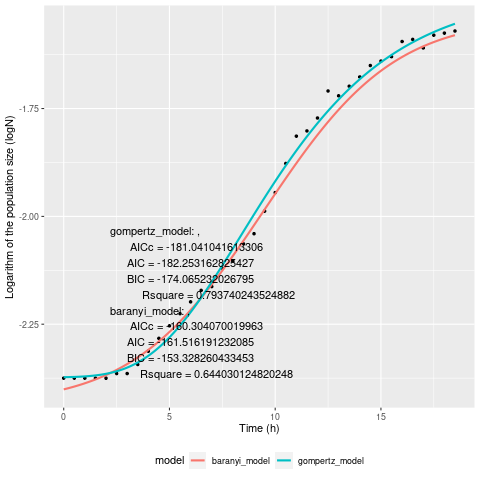 Logarithm of the population size (logN)
-1.75
-2.00
-2.25
gompertz_model: ,
AICc = -181.041041613306
AIC = -182.253162825427
BIC = -174.065232026795
Rsquare = 0.793740243524882
baranyi_model:
AICc = -160.304070019963
AIC = -161.516191232085
BIC = -153.328260433453
Rsquare = 0.644030124820248
0 5 10 15
Time (h)
model baranyi_model gompertz_model